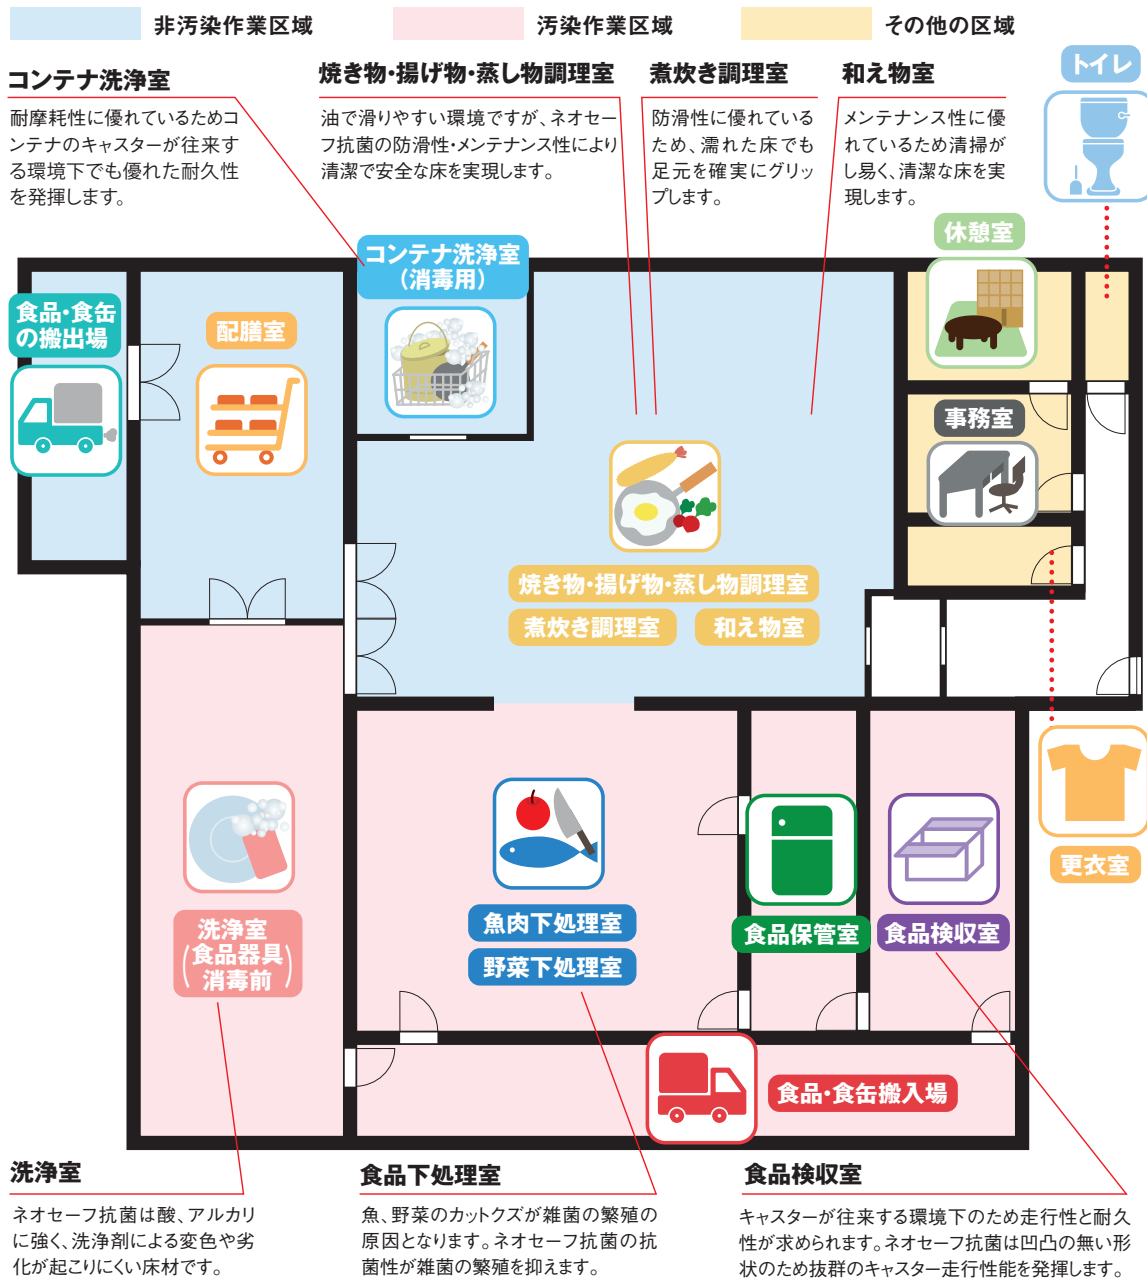 非汚染作業区域
汚染作業区域
その他の区域
コンテナ洗浄室
耐摩耗性に優れているためコ
ンテナのキャスターが往来す
る環境下でも優れた耐久性
を発揮します。
焼き物・揚げ物・蒸し物調理室
油で滑りやすい環境ですが、ネオセー
フ抗菌の防滑性・メンテナンス性により
清潔で安全な床を実現します。
煮炊き調理室
防滑性に優れている
ため、濡れた床でも
足元を確実にグリッ
プします。
和え物室
メンテナンス性に優
れているため清掃が
し易く、清潔な床を実
現します。
トイレ
休憩室
コンテナ洗浄室
(消毒用)
食品・食缶
の搬出場
配膳室
事務室
焼き物・揚げ物・蒸し物調理室
煮炊き調理室
和え物室
更衣室
洗浄室
(食品器具)
消毒前
魚肉下処理室
野菜下処理室
食品保管室
食品検収室
食品・食缶搬入場
洗浄室
ネオセーフ抗菌は酸、アルカリ
に強く、洗浄剤による変色や劣
化が起こりにくい床材です。
食品下処理室
魚、野菜のカットクズが雑菌の繁殖の
原因となります。ネオセーフ抗菌の抗
菌性が雑菌の繁殖を抑えます。
食品検収室
キャスターが往来する環境下のため走行性と耐久
性が求められます。ネオセーフ抗菌は凹凸の無い形
状のため抜群のキャスター走行性能を発揮します。